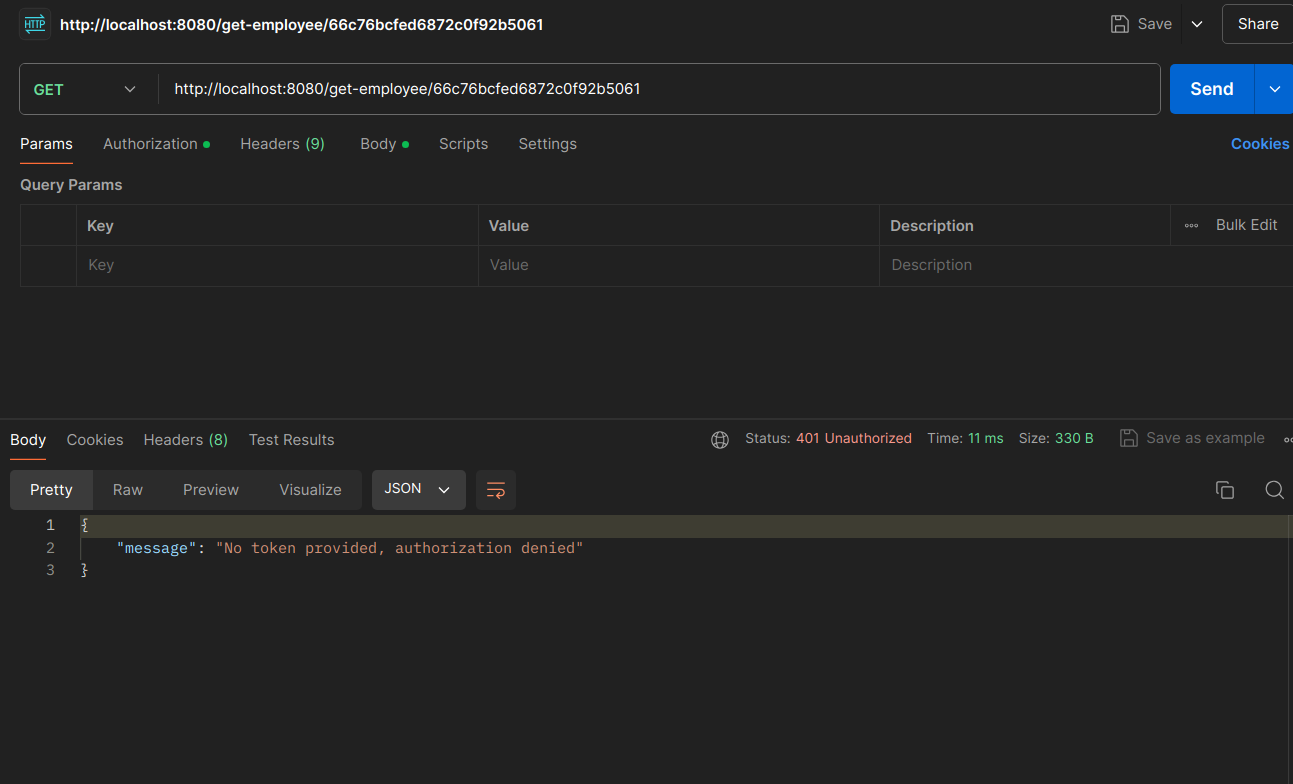 HTTP http://localhost:8080/get-employee/66c76bcfed6872c0f92b5061 Save Share
GET http://localhost:8080/get-employee/66c76bcfed6872c0f92b5061 Send
Params Authorization Headers (9) Body Scripts Settings Cookies
Query Params
Key Value Description Bulk Edit
Key Value Description
Body Cookies Headers (8) Test Results Status: 401 Unauthorized Time: 11 ms Size: 330 B Save as example
Pretty Raw Preview Visualize JSON
1 {
2 "message": "No token provided, authorization denied"
3 }